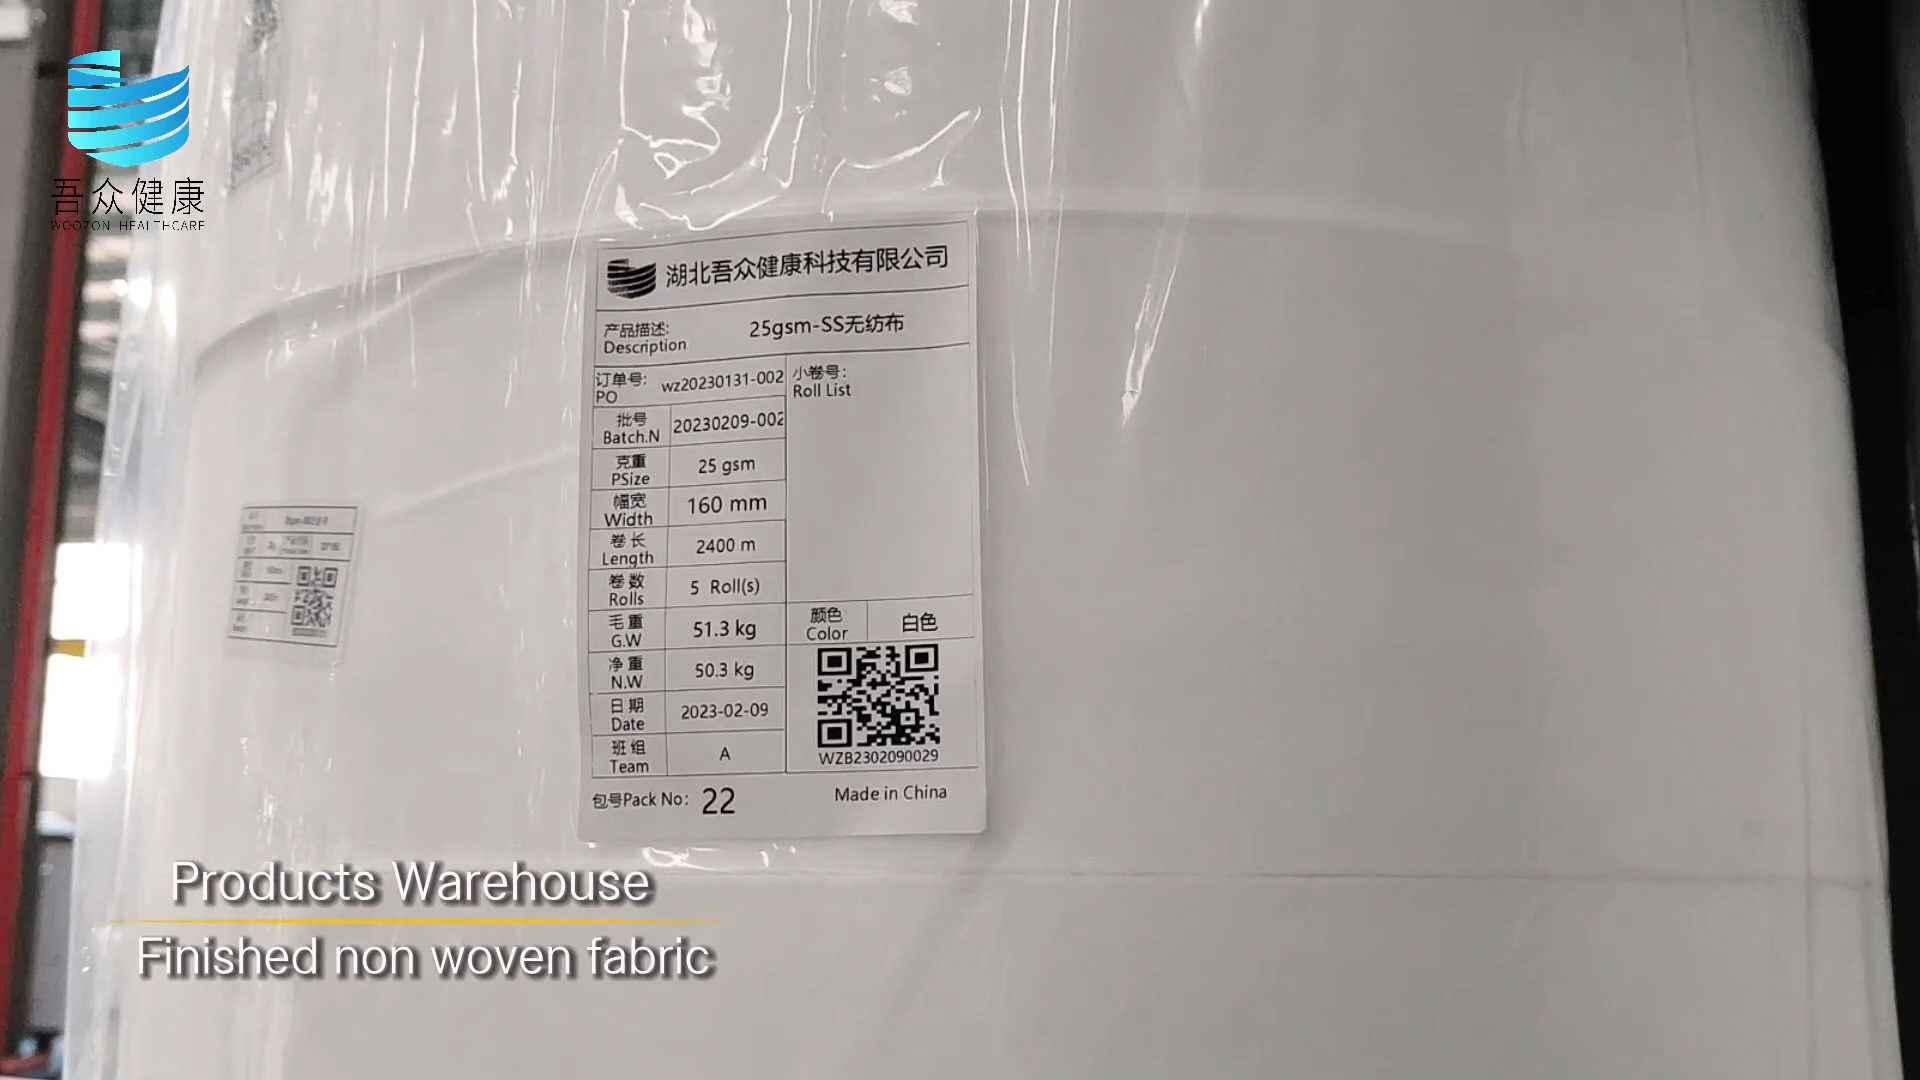 吾众健康
WOOZON HEALTHCARE
湖北吾众健康科技有限公司
产品描述:
Description
25gsm-SS无纺布
订单号:
PO
wz20230131-002
小卷号:
Roll List
批号
Batch.N
20230209-002
克重
PSize
25 gsm
幅宽
Width
160 mm
卷长
Length
2400 m
卷数
Rolls
5 Roll(s)
毛重
G.W
51.3 kg
颜色
Color
白色
净重
N.W
50.3 kg
日期
Date
2023-02-09
班组
Team
A
WZB2302090029
包号Pack No: 22
Made in China
Products Warehouse
Finished non woven fabric